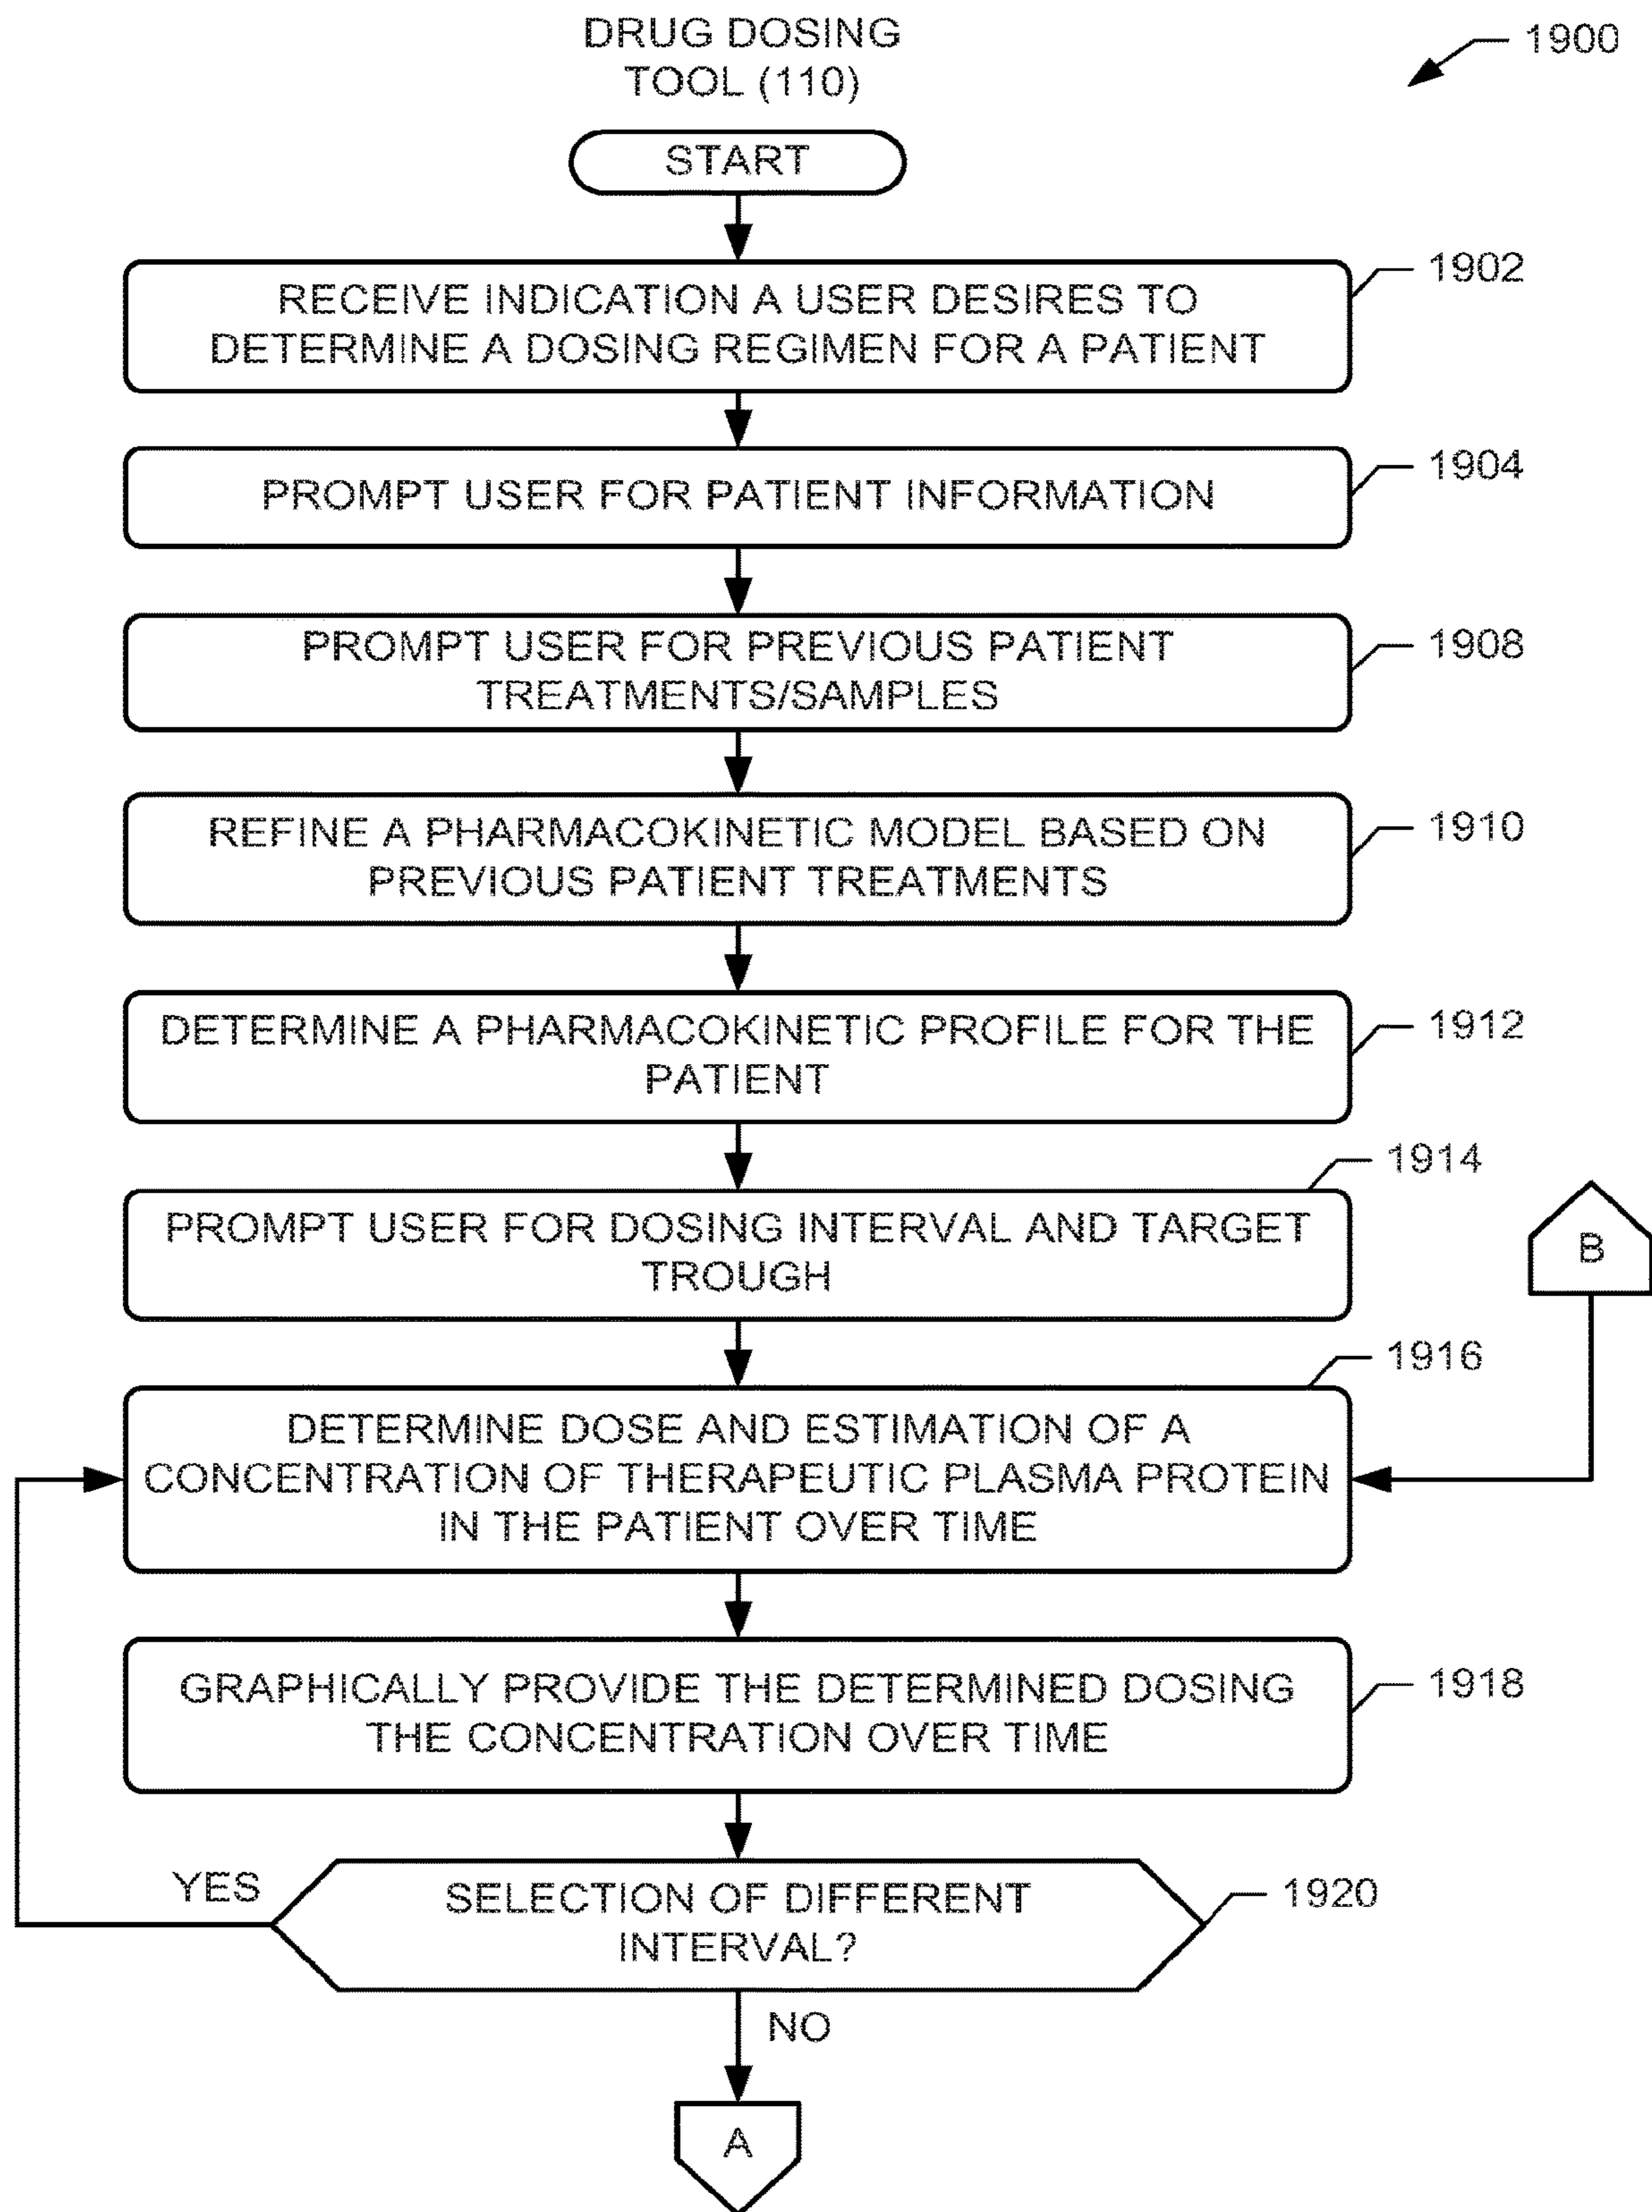 DRUG DOSING
TOOL (110)
1900
START
1902
RECEIVE INDICATION A USER DESIRES TO
DETERMINE A DOSING REGIMEN FOR A PATIENT
1904
PROMPT USER FOR PATIENT INFORMATION
1908
PROMPT USER FOR PREVIOUS PATIENT
TREATMENTS/SAMPLES
1910
REFINE A PHARMACOKINETIC MODEL BASED ON
PREVIOUS PATIENT TREATMENTS
1912
DETERMINE A PHARMACOKINETIC PROFILE FOR THE
PATIENT
1914
PROMPT USER FOR DOSING INTERVAL AND TARGET
TROUGH
B
1916
DETERMINE DOSE AND ESTIMATION OF A
CONCENTRATION OF THERAPEUTIC PLASMA PROTEIN
IN THE PATIENT OVER TIME
1918
GRAPHICALLY PROVIDE THE DETERMINED DOSING
THE CONCENTRATION OVER TIME
YES
1920
SELECTION OF DIFFERENT
INTERVAL?
NO
A